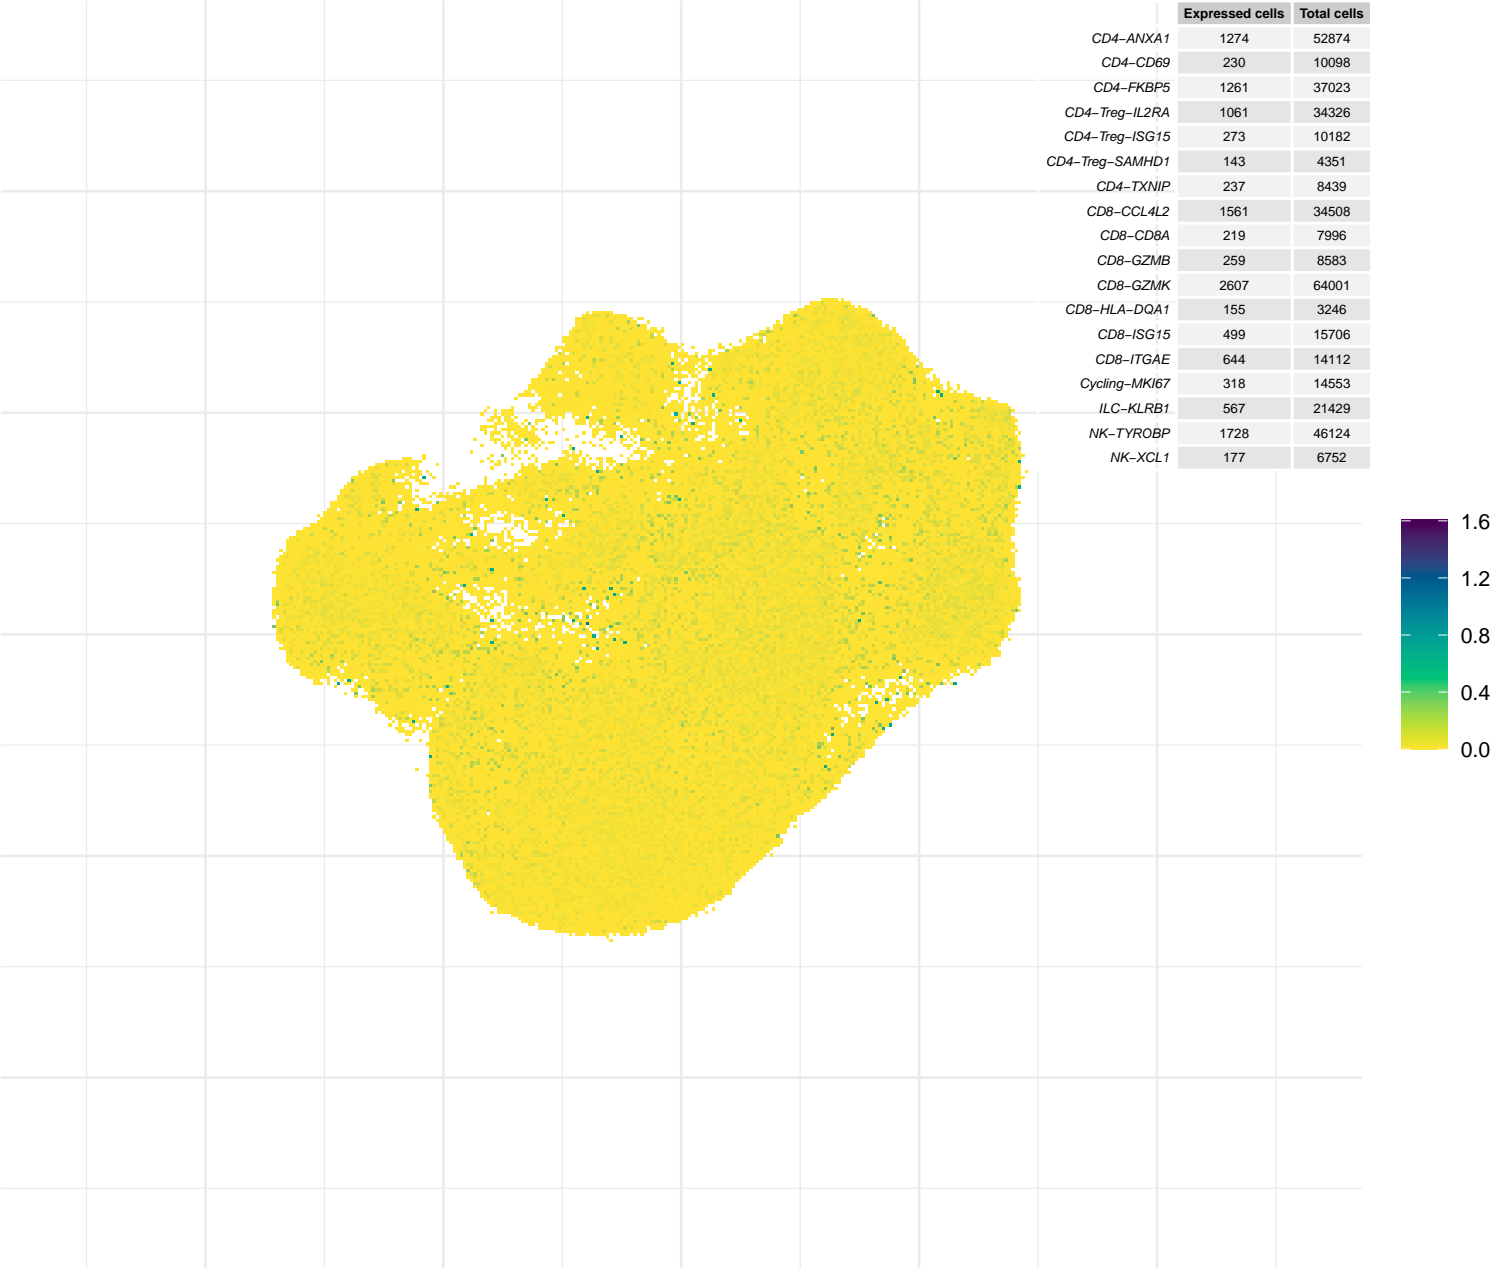 Expressed cells Total cells
CD4−ANXA1 1274 52874
CD4−CD69 230 10098
CD4−FKBP5 1261 37023
CD4−Treg−IL2RA 1061 34326
CD4−Treg−ISG15 273 10182
CD4−Treg−SAMHD1 143 4351
CD4−TXNIP 237 8439
CD8−CCL4L2 1561 34508
CD8−CD8A 219 7996
CD8−GZMB 259 8583
CD8−GZMK 2607 64001
CD8−HLA−DQA1 155 3246
CD8−ISG15 499 15706
CD8−ITGAE 644 14112
Cycling−MKI67 318 14553
ILC−KLRB1 567 21429
NK−TYROBP 1728 46124
NK−XCL1 177 6752
1.6
1.2
0.8
0.4
0.0